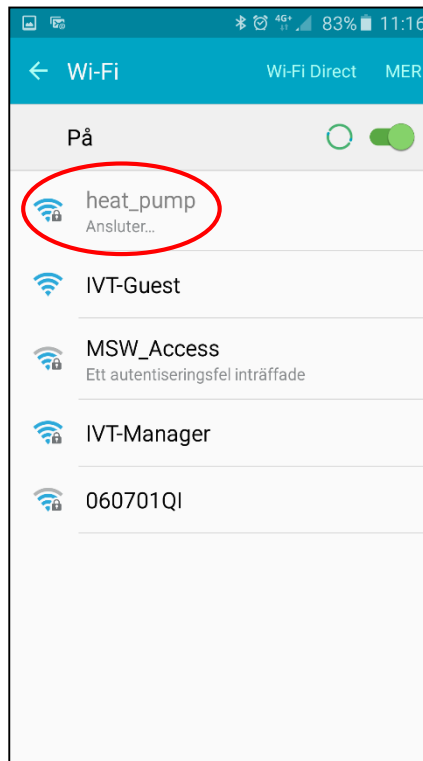 4G+ 83% 11:16
Wi-Fi Wi-Fi Direct MER
På
heat_pump
Ansluter...
IVT-Guest
MSW_Access
Ett autentiseringsfel inträffade
IVT-Manager
060701QI